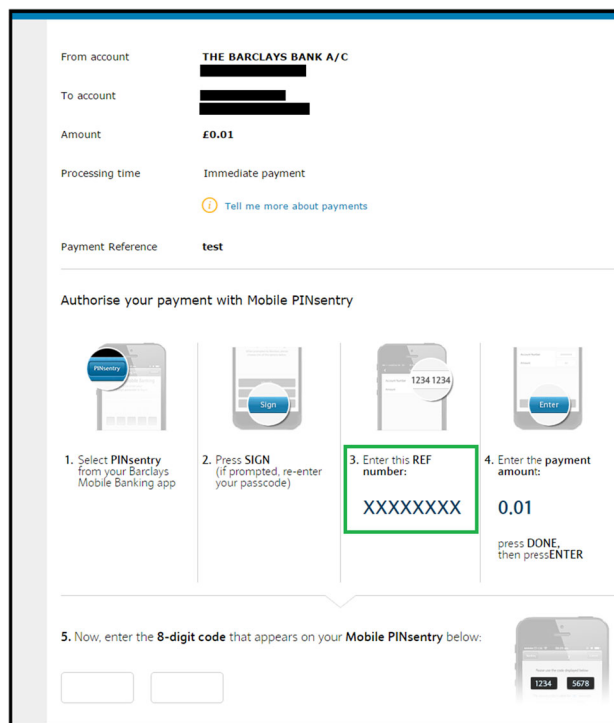 From account THE BARCLAYS BANK A/C
To account
Amount £0.01
Processing time Immediate payment
i Tell me more about payments
Payment Reference test
Authorise your payment with Mobile PINsentry
PINsentry
Sign
1234 1234
Enter
1. Select PINsentry
from your Barclays
Mobile Banking app
2. Press SIGN
(if prompted, re-enter
your passcode)
3. Enter this REF
number:
XXXXXXXX
4. Enter the payment
amount:
0.01
press DONE,
then pressENTER
5. Now, enter the 8-digit code that appears on your Mobile PINsentry below:
1234 5678